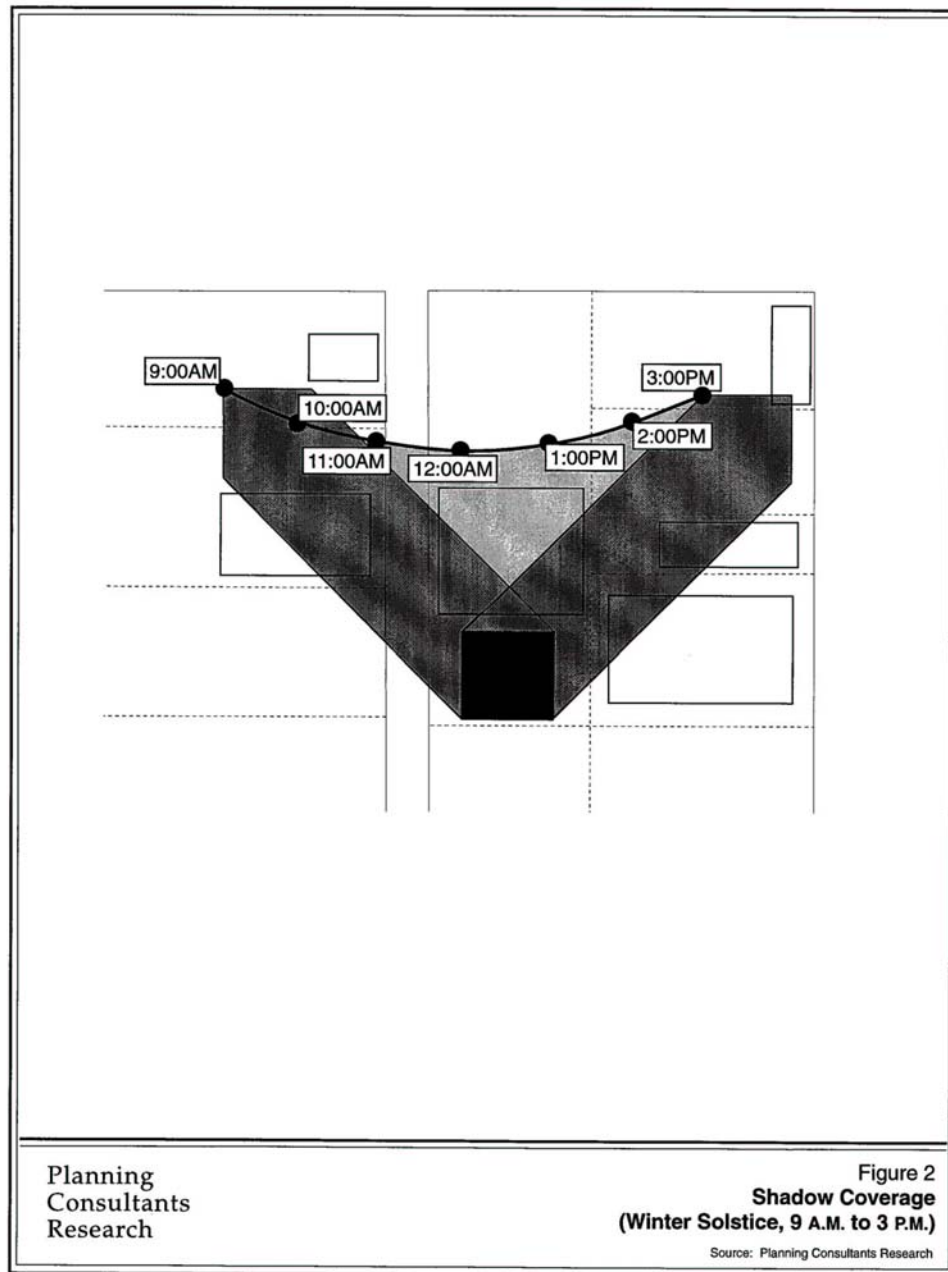 9:00AM
10:00AM
11:00AM
12:00AM
1:00PM
2:00PM
3:00PM
Planning
Consultants
Research
Figure 2
Shadow Coverage
(Winter Solstice, 9 A.M. to 3 P.M.)
Source: Planning Consultants Research